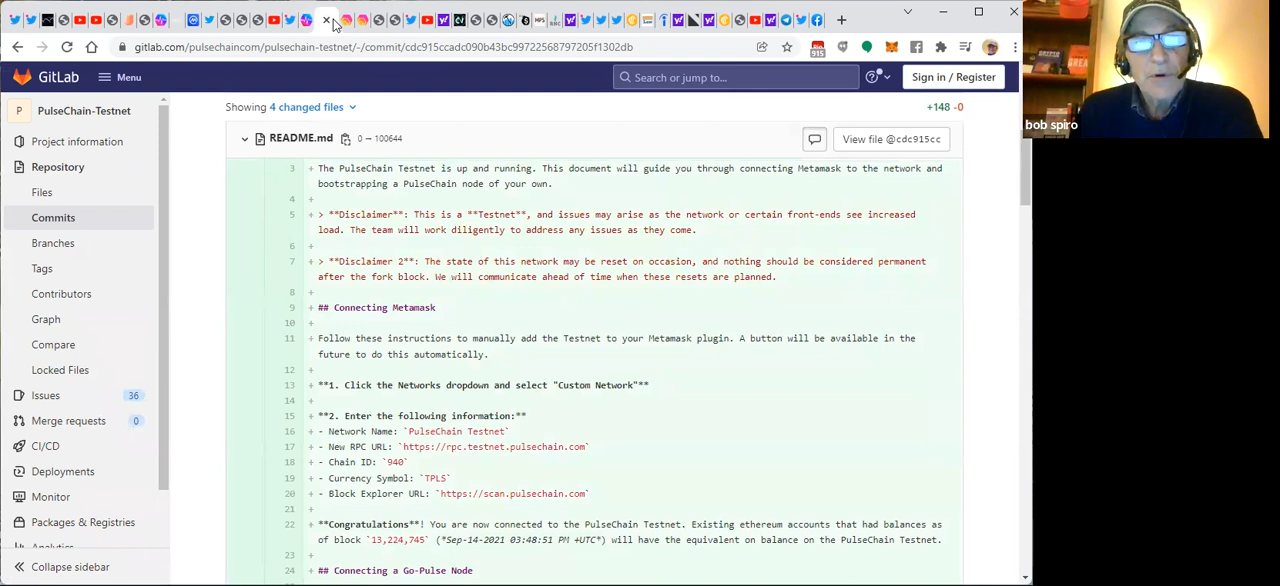 gitlab.com/pulsechaincom/pulsechain-testnet/-/commit/cdc915ccadc090b43bc99722568797205f1302db
915
GitLab
Menu
Search or jump to...
Sign in / Register
bob spiro
P
PulseChain-Testnet
Project information
Repository
Files
Commits
Branches
Tags
Contributors
Graph
Compare
Locked Files
Issues 36
Merge requests 0
CI/CD
Deployments
Monitor
Packages & Registries
Analytics
Collapse sidebar
Showing 4 changed files
+148 -0
README.md 0 → 100644
View file @cdc915cc
3 + The PulseChain Testnet is up and running. This document will guide you through connecting Metamask to the network and
bootstrapping a PulseChain node of your own.
4 +
5 + > **Disclaimer**: This is a **Testnet**, and issues may arise as the network or certain front-ends see increased
load. The team will work diligently to address any issues as they come.
6 +
7 + > **Disclaimer 2**: The state of this network may be reset on occasion, and nothing should be considered permanent
after the fork block. We will communicate ahead of time when these resets are planned.
8 +
9 + ## Connecting Metamask
10 +
11 + Follow these instructions to manually add the Testnet to your Metamask plugin. A button will be available in the
future to do this automatically.
12 +
13 + **1. Click the Networks dropdown and select "Custom Network"**
14 +
15 + **2. Enter the following information:**
16 + - Network Name: `PulseChain Testnet`
17 + - New RPC URL: `https://rpc.testnet.pulsechain.com`
18 + - Chain ID: `940`
19 + - Currency Symbol: `TPLS`
20 + - Block Explorer URL: `https://scan.pulsechain.com`
21 +
22 + **Congratulations**! You are now connected to the PulseChain Testnet. Existing ethereum accounts that had balances as
of block `13,224,745` (*Sep-14-2021 03:48:51 PM +UTC*) will have the equivalent on balance on the PulseChain Testnet.
23 +
24 + ## Connecting a Go-Pulse Node